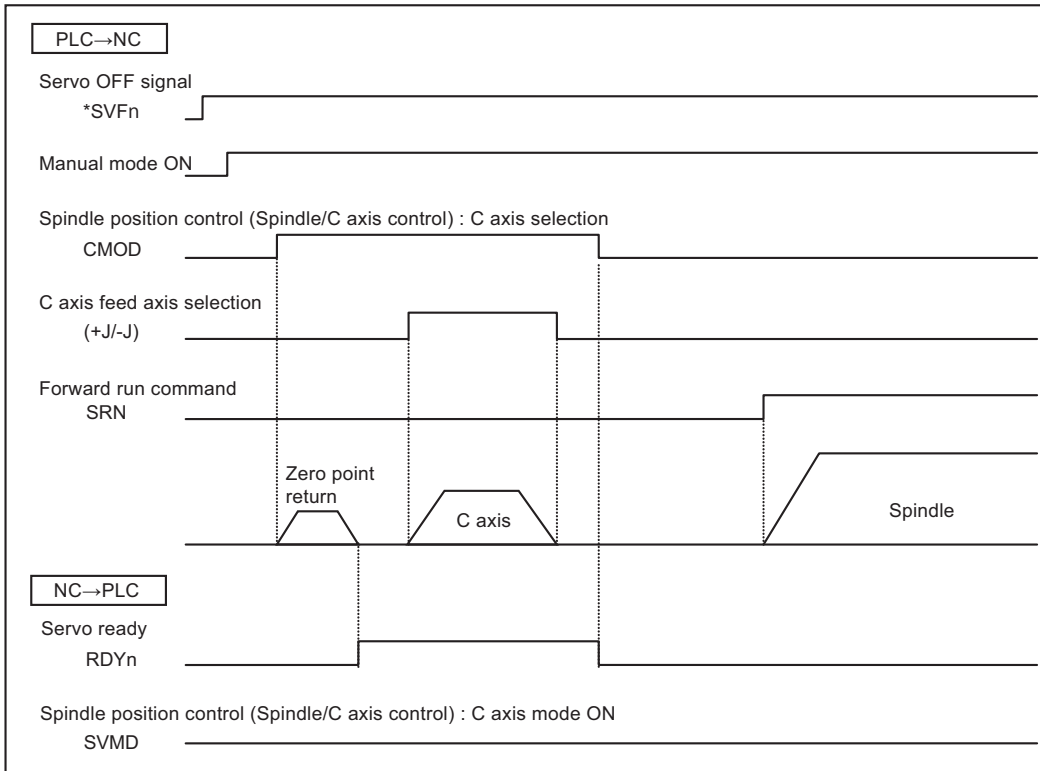 PLC→NC
Servo OFF signal
*SVFn
Manual mode ON
Spindle position control (Spindle/C axis control) : C axis selection
CMOD
C axis feed axis selection
(+J/-J)
Forward run command
SRN
Zero point
return
C axis
Spindle
NC→PLC
Servo ready
RDYn
Spindle position control (Spindle/C axis control) : C axis mode ON
SVMD